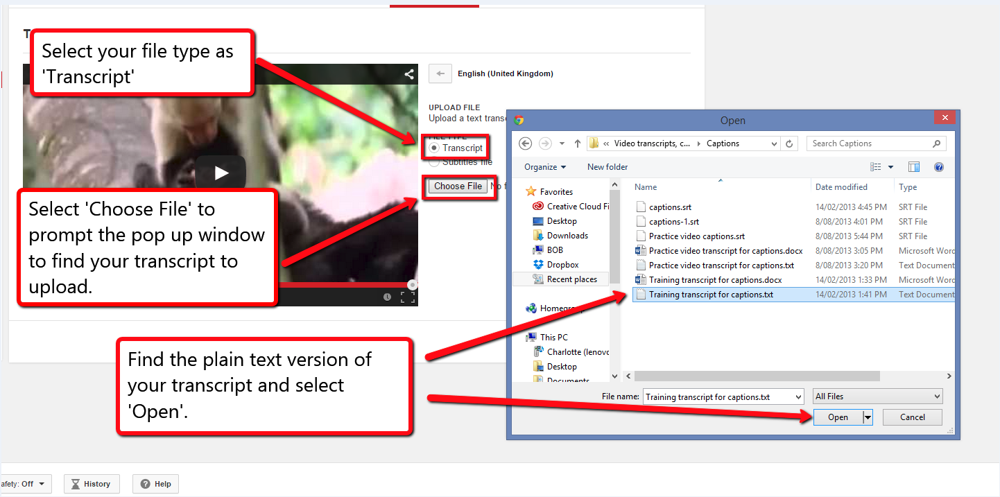 T
Select your file type as
'Transcript'
English (United Kingdom)
UPLOAD FILE
Upload a text transc
FILE TYPE
Transcript
Subtitles file
Choose File
No f
Select 'Choose File' to
prompt the pop up window
to find your transcript to
upload.
Find the plain text version of
your transcript and select
'Open'.
Open
Video transcripts, c...
Captions
Search Captions
Organize
New folder
Favorites
Creative Cloud Fi
Desktop
Downloads
BOB
Dropbox
Recent places
Homegroup
This PC
Charlotte (lenovo
Desktop
Documents
Name Date modified Type
captions.srt 14/02/2013 4:45 PM SRT File
captions-1.srt 8/08/2013 4:01 PM SRT File
Practice video captions.srt 8/08/2013 5:44 PM SRT File
Practice video transcript for captions.docx 8/08/2013 3:05 PM Microsoft Word
Practice video transcript for captions.txt 8/08/2013 3:20 PM Text Document
Training transcript for captions.docx 14/02/2013 1:33 PM Microsoft Word
Training transcript for captions.txt 14/02/2013 1:41 PM Text Document
File name: Training transcript for captions.txt
All Files
Open
Cancel
afety: Off
History
Help